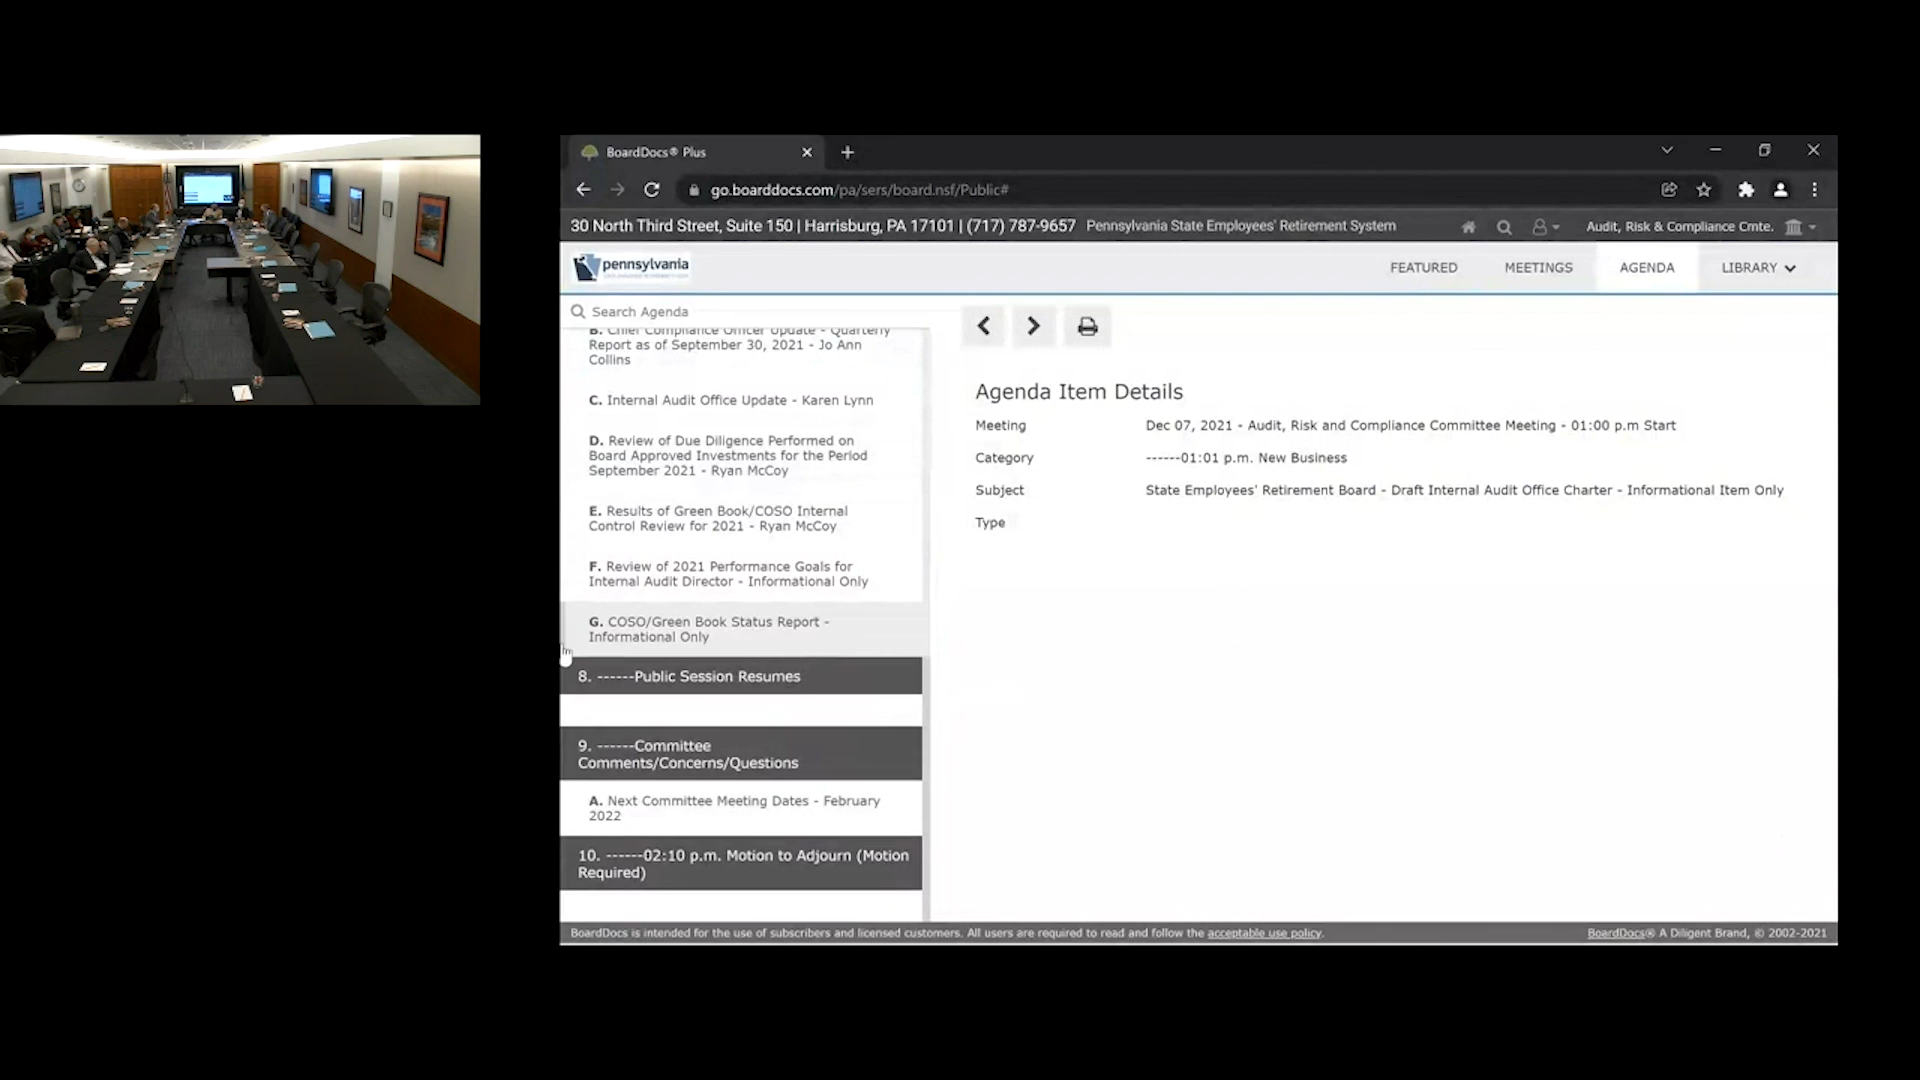 BoardDocs® Plus
go.boarddocs.com/pa/sers/board.nsf/Public#
30 North Third Street, Suite 150 | Harrisburg, PA 17101 | (717) 787-9657 Pennsylvania State Employees' Retirement System
Audit, Risk & Compliance Cmte.
pennsylvania
FEATURED MEETINGS AGENDA LIBRARY
Search Agenda
B. Chief Compliance Officer Update - Quarterly
Report as of September 30, 2021 - Jo Ann
Collins
C. Internal Audit Office Update - Karen Lynn
D. Review of Due Diligence Performed on
Board Approved Investments for the Period
September 2021 - Ryan McCoy
E. Results of Green Book/COSO Internal
Control Review for 2021 - Ryan McCoy
F. Review of 2021 Performance Goals for
Internal Audit Director - Informational Only
G. COSO/Green Book Status Report -
Informational Only
8. ------Public Session Resumes
9. ------Committee
Comments/Concerns/Questions
A. Next Committee Meeting Dates - February
2022
10. ------02:10 p.m. Motion to Adjourn (Motion
Required)
Agenda Item Details
Meeting Dec 07, 2021 - Audit, Risk and Compliance Committee Meeting - 01:00 p.m Start
Category ------01:01 p.m. New Business
Subject State Employees' Retirement Board - Draft Internal Audit Office Charter - Informational Item Only
Type
BoardDocs is intended for the use of subscribers and licensed customers. All users are required to read and follow the acceptable use policy.
BoardDocs® A Diligent Brand, © 2002-2021